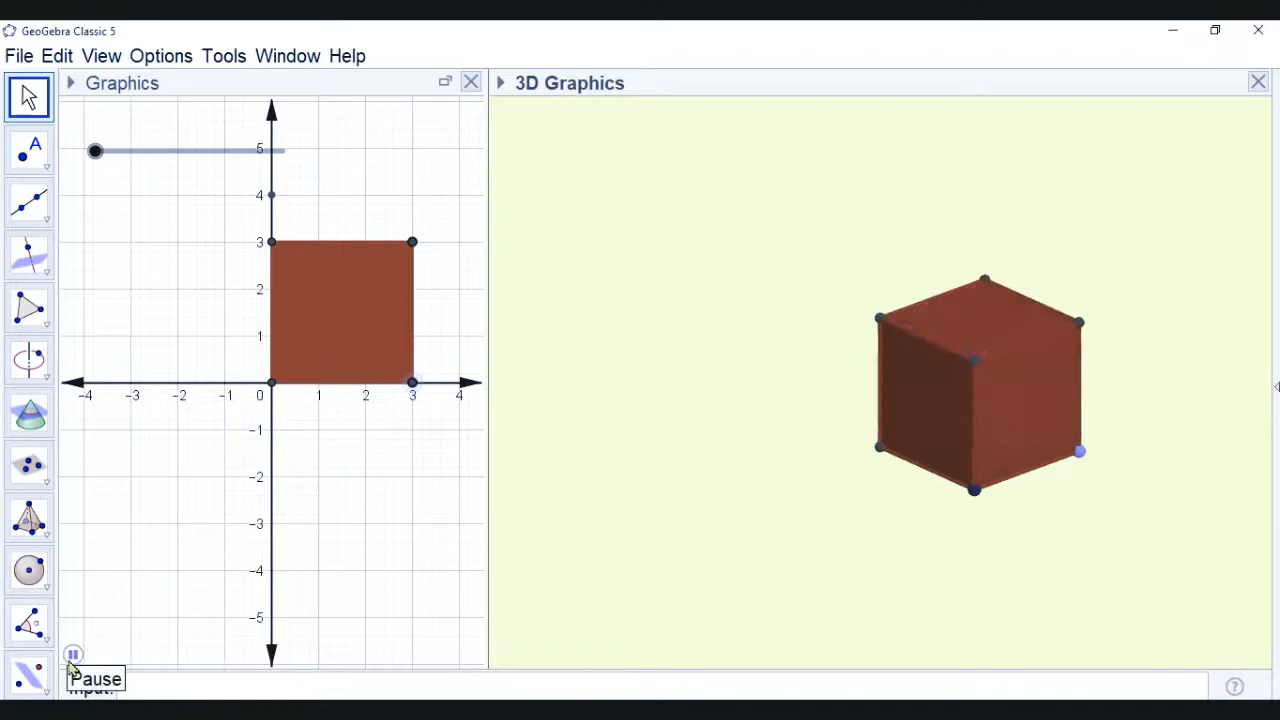 GeoGebra Classic 5
File Edit View Options Tools Window Help
Graphics
3D Graphics
A
5
4
3
2
1
-4 -3 -2 -1 0 1 2 3 4
-1
-2
-3
-4
-5
α
Pause
Input:
?